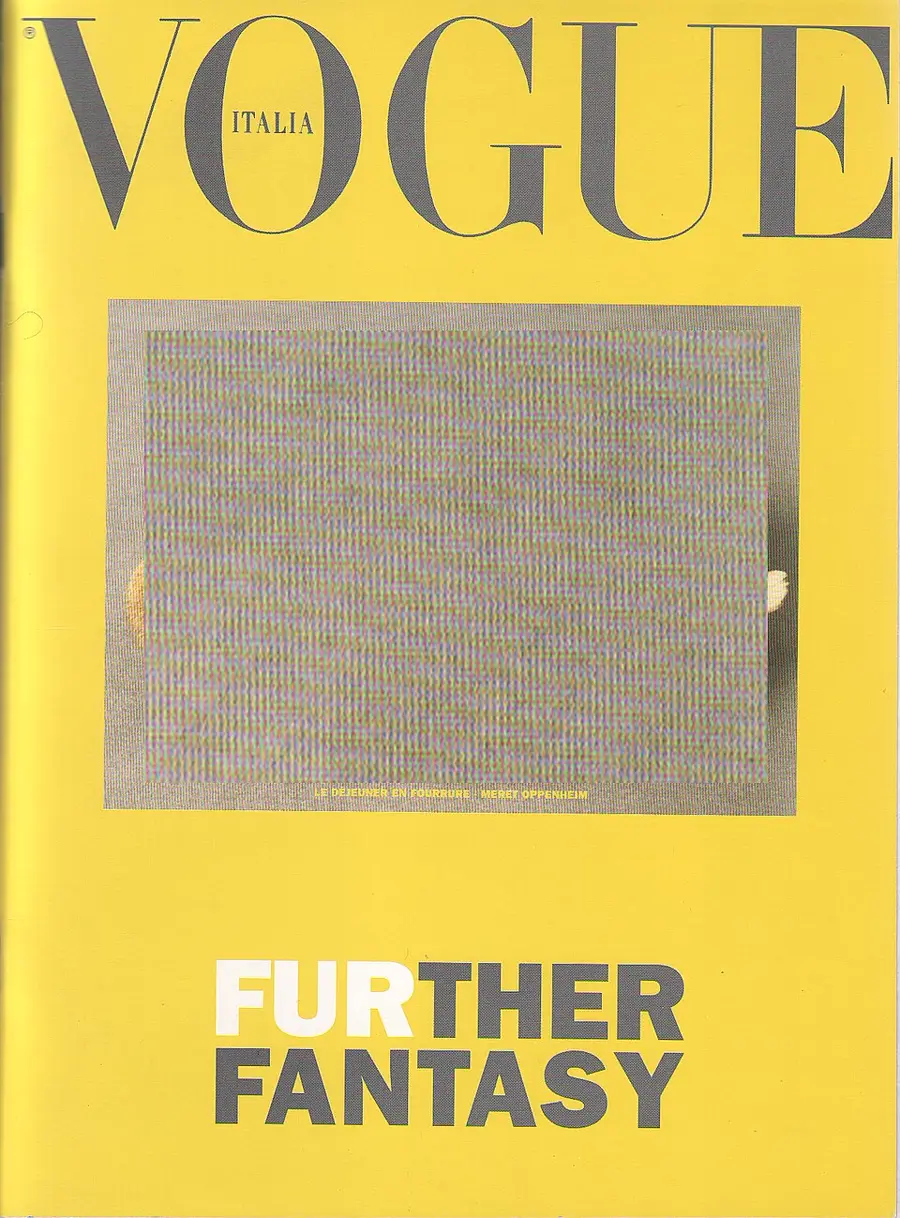 VOGUE
ITALIA
LE DEJEUNER EN FOURRURE MERET OPPENHEIM
FURTHER
FANTASY